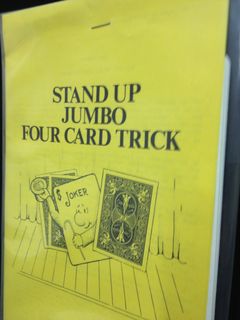 STAND UP
JUMBO
FOUR CARD TRICK
$ JOKER